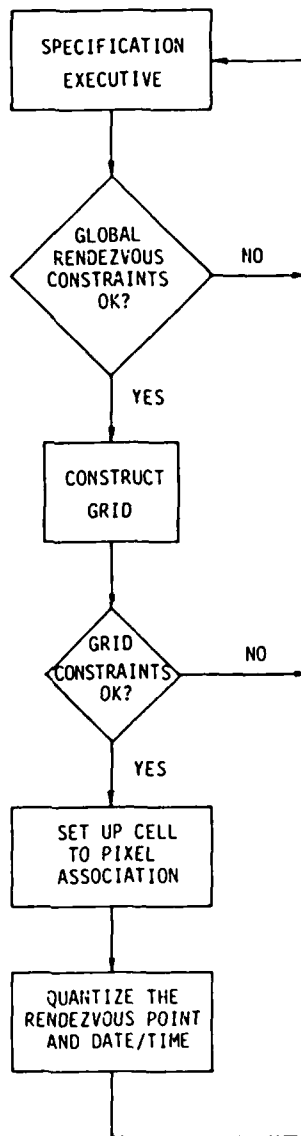 SPECIFICATION
EXECUTIVE
GLOBAL
RENDEZVOUS
CONSTRAINTS
OK?
NO
YES
CONSTRUCT
GRID
GRID
CONSTRAINTS
OK?
NO
YES
SET UP CELL
TO PIXEL
ASSOCIATION
QUANTIZE THE
RENDEZVOUS POINT
AND DATE/TIME